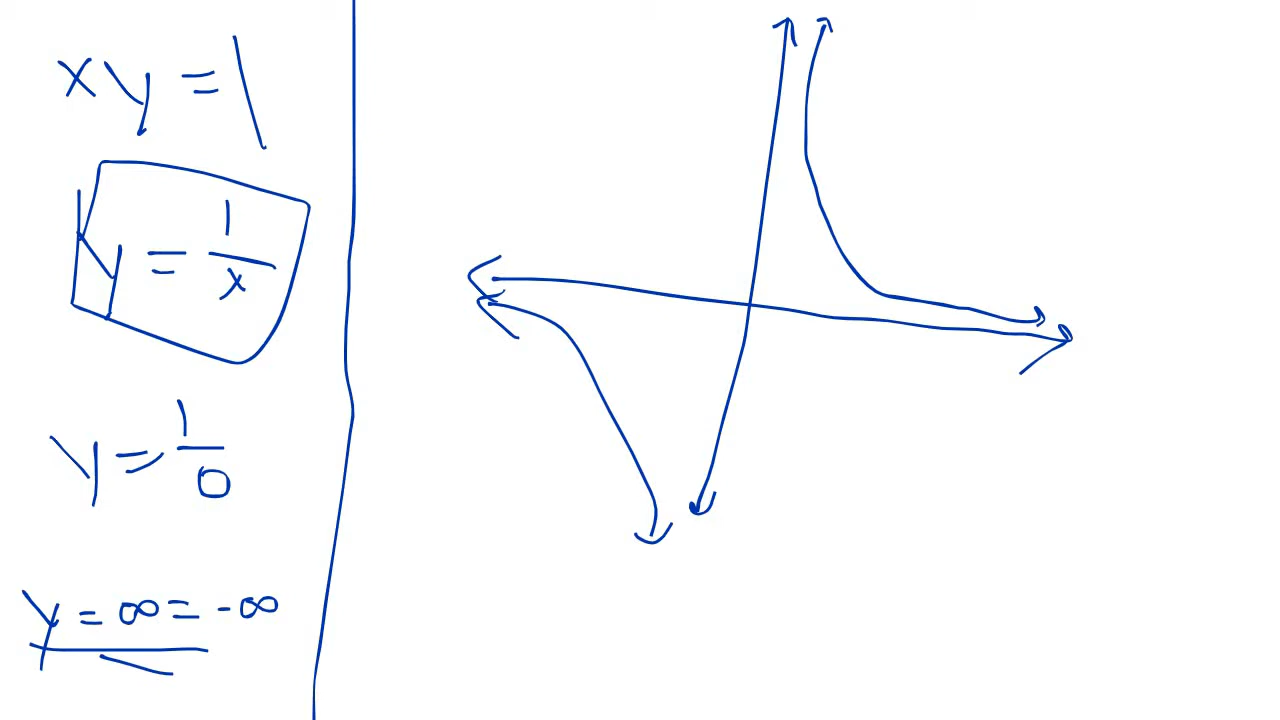 xy = 1
y = 1/x
y = 1/0
y = ∞ = -∞